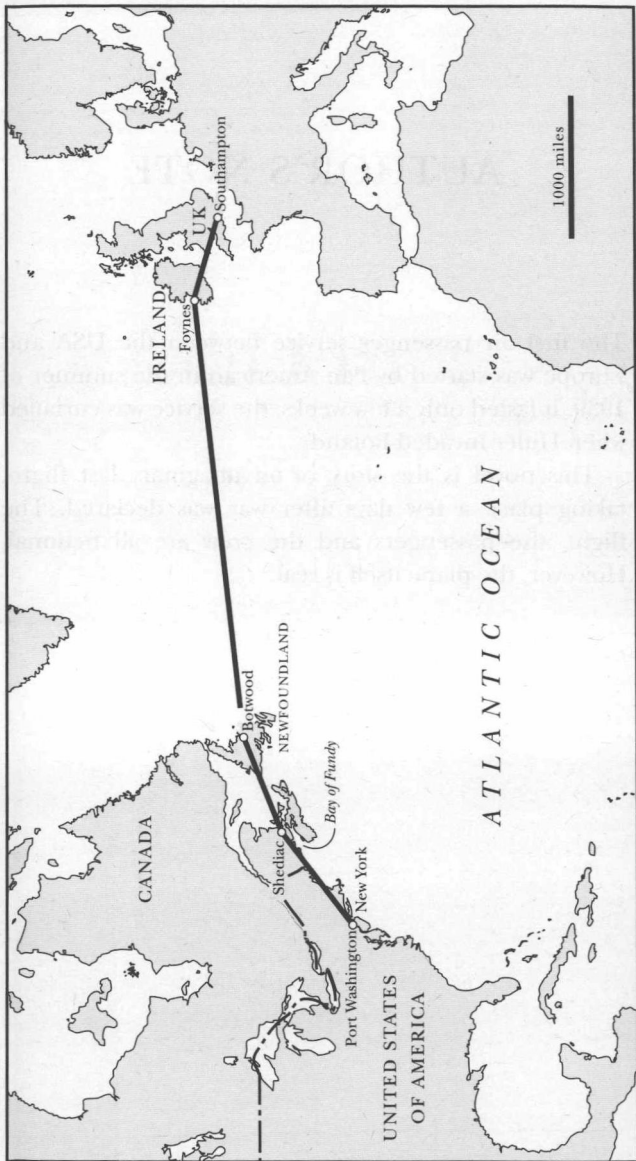 CANADA
UNITED STATES
OF AMERICA
Port Washington
New York
Shediac
Bay of Fundy
Botwood
NEWFOUNDLAND
ATLANTIC OCEAN
IRELAND
Foynes
UK
Southampton
1000 miles